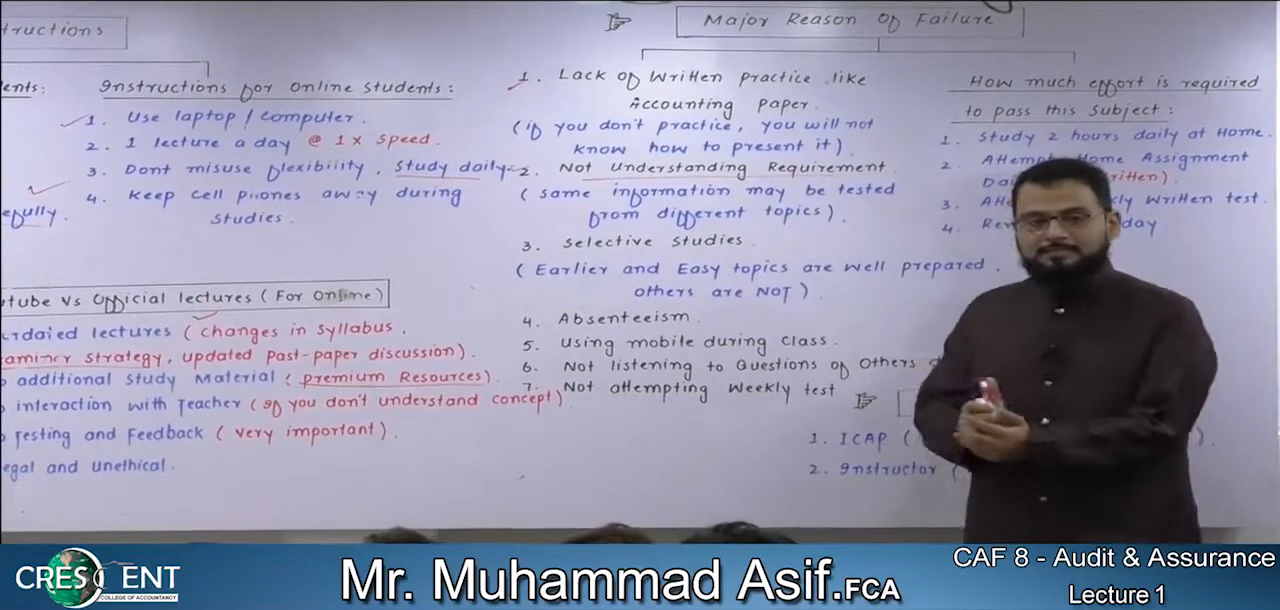 tructions
ents:
efully.
Instructions for Online Students:
1. Use laptop / Computer.
2. 1 lecture a day @ 1x Speed.
3. Dont misuse flexibility, Study daily
4. Keep cell phones away during
Studies.
utube Vs Official lectures (For Online)
lectures (changes in Syllabus,
aminer strategy, updated past-paper discussion).
additional Study Material (premium Resources).
interaction with Teacher (If you don't understand concept)
Testing and Feedback (very important).
egal and unethical.
Major Reason Of Failure
1. Lack of Written practice like
Accounting paper.
(if you don't practice, you will not
know how to present it).
2. Not Understanding Requirement
(same information may be tested
from different topics).
3. Selective Studies
(Earlier and Easy topics are well prepared.
others are NOT).
4. Absenteeism.
5. Using mobile during Class.
6. Not listening to Questions of Others
7. Not attempting Weekly test
How much effort is required
to pass this Subject:
1. Study 2 hours daily at Home.
2. Attempt Home Assignment
Dai ritten).
3. Att kly Written test.
4. Re day
1. ICAP (
).
2. Instructor (
CRESCENT
COLLEGE OF ACCOUNTANCY
Mr. Muhammad Asif.FCA
CAF 8 - Audit & Assurance
Lecture 1